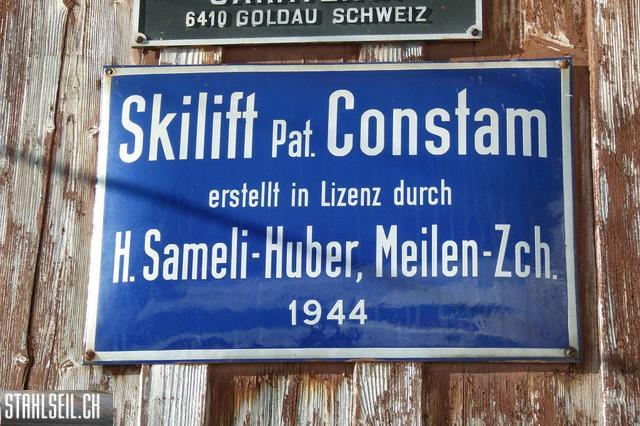 6410 GOLDAU SCHWEIZ
Skilift Pat. Constam
erstellt in Lizenz durch
H. Sameli-Huber, Meilen-Zch.
1944
STAHLSEIL.CH